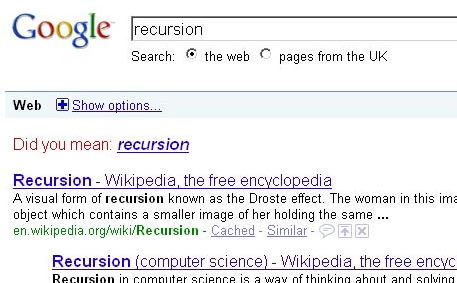 Google
recursion
Search: the web pages from the UK
Web Show options...
Did you mean: recursion
Recursion - Wikipedia, the free encyclopedia
A visual form of recursion known as the Droste effect. The woman in this ima
object which contains a smaller image of her holding the same ...
en.wikipedia.org/wiki/Recursion - Cached - Similar -
Recursion (computer science) - Wikipedia, the free encyc
Recursion in computer science is a way of thinking about and solving